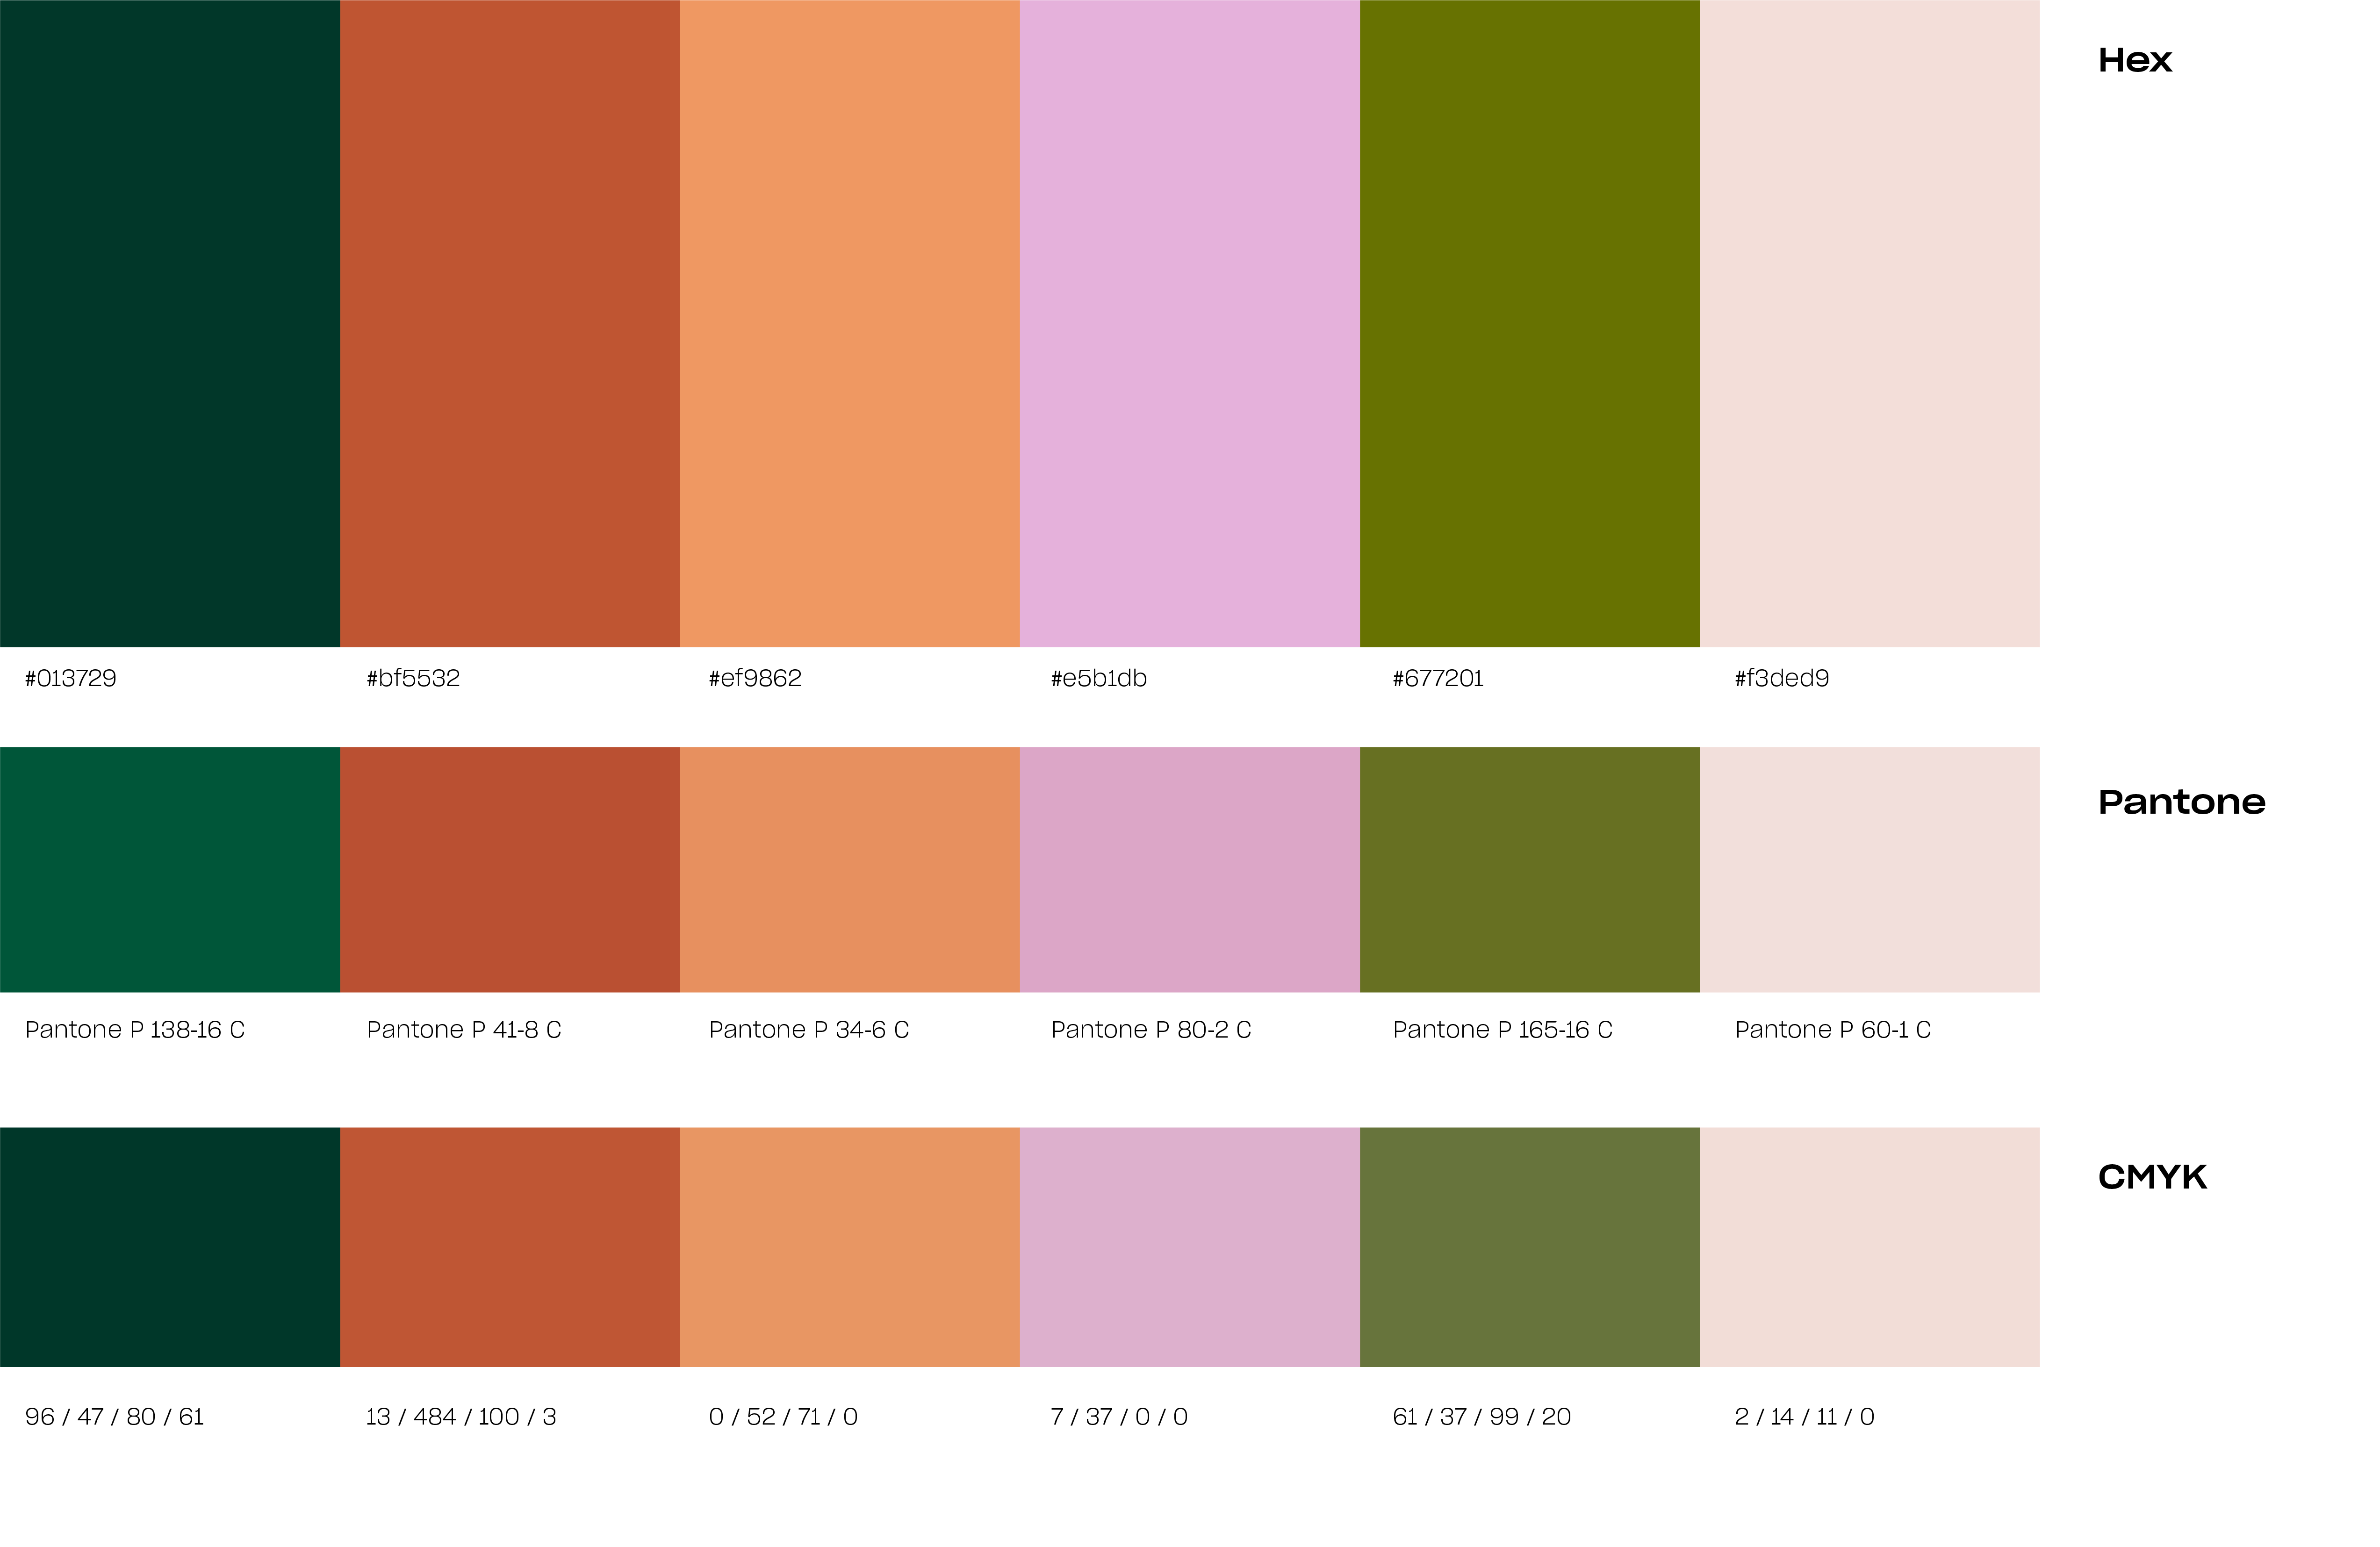 Hex
#013729
#bf5532
#ef9862
#e5b1db
#677201
#f3ded9
Pantone
Pantone P 138-16 C
Pantone P 41-8 C
Pantone P 34-6 C
Pantone P 80-2 C
Pantone P 165-16 C
Pantone P 60-1 C
CMYK
96 / 47 / 80 / 61
13 / 484 / 100 / 3
0 / 52 / 71 / 0
7 / 37 / 0 / 0
61 / 37 / 99 / 20
2 / 14 / 11 / 0